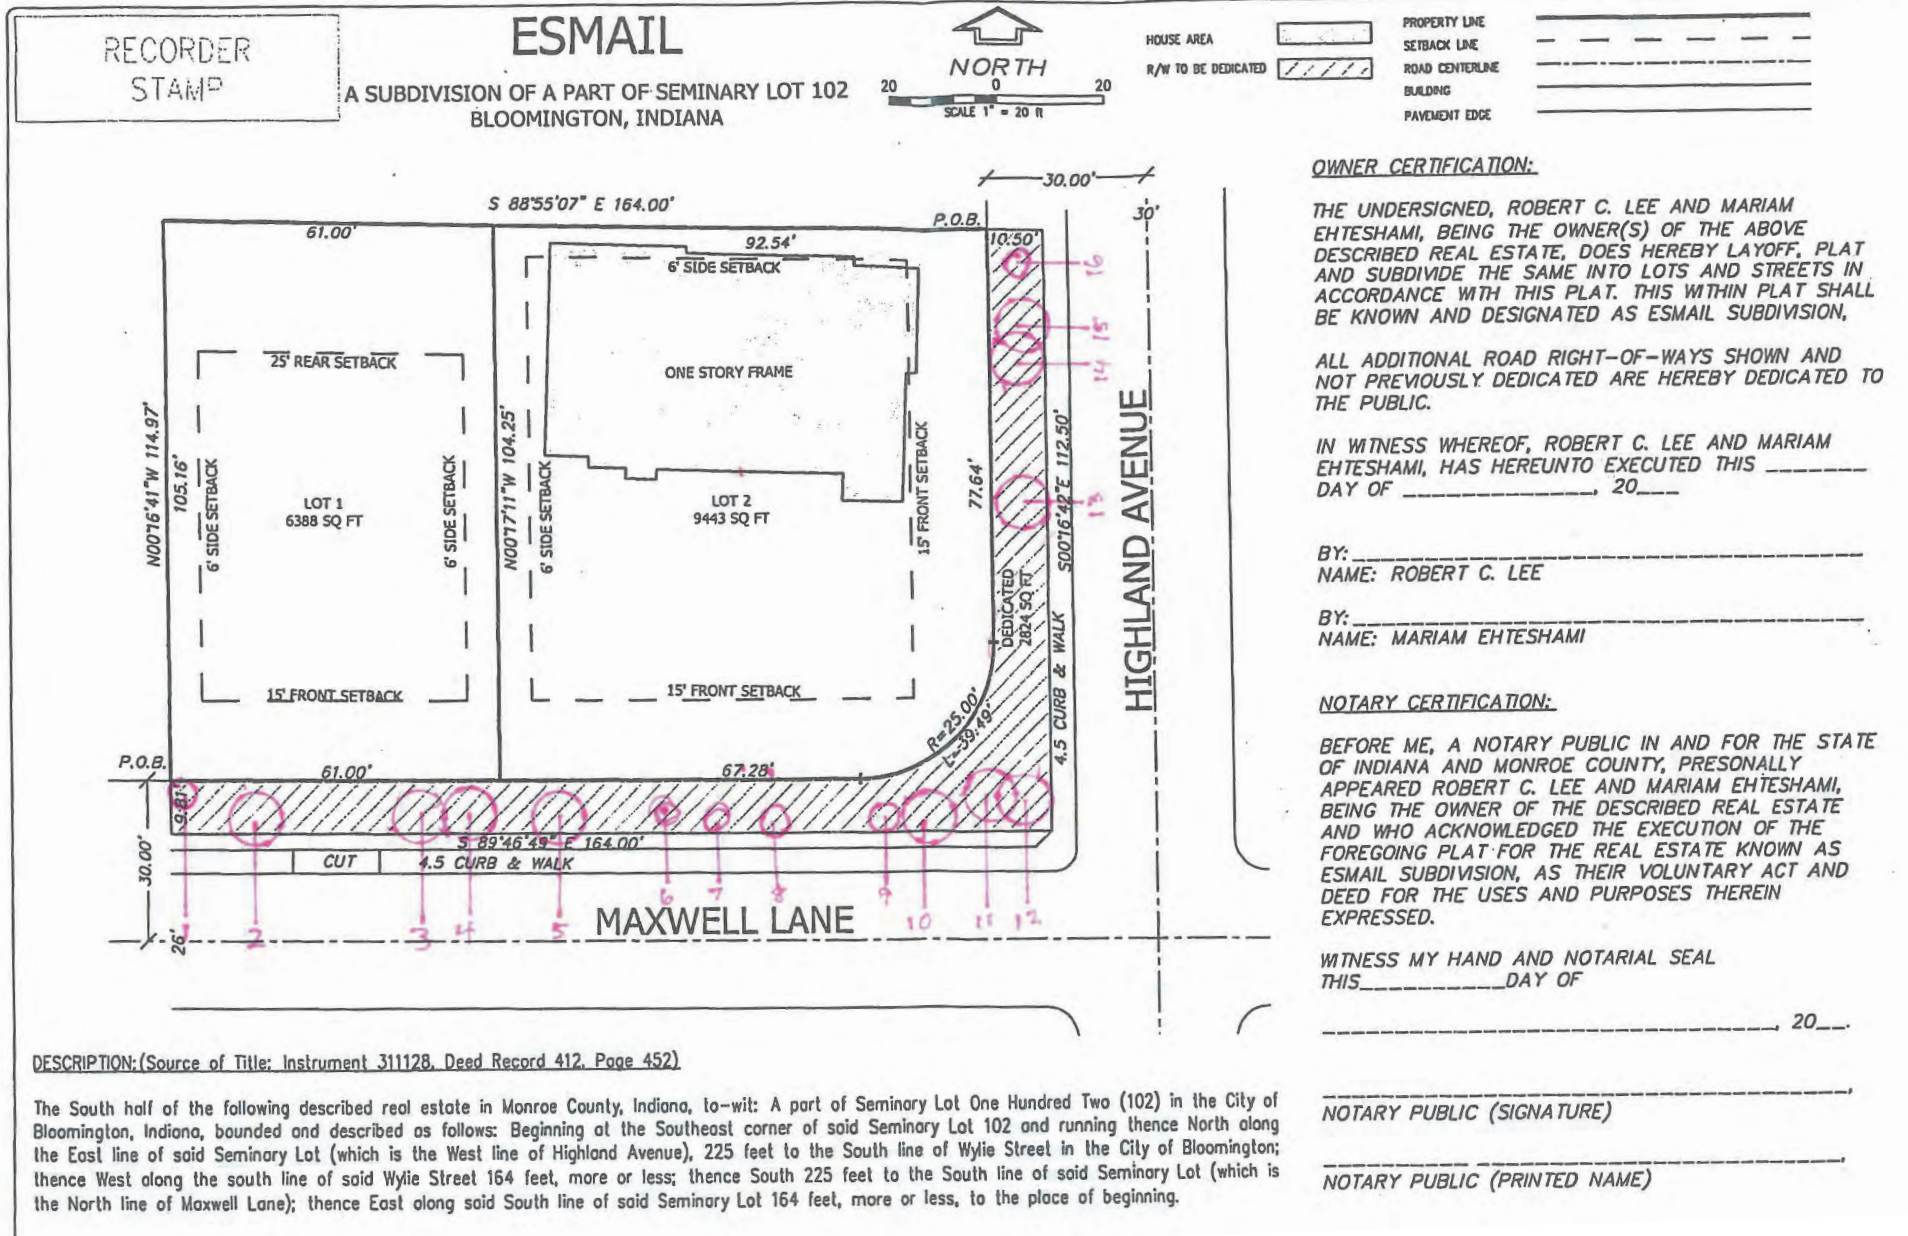 RECORDER
STAMP
ESMAIL
A SUBDIVISION OF A PART OF SEMINARY LOT 102
BLOOMINGTON, INDIANA
NORTH
20 0 20
SCALE 1" = 20 ft
HOUSE AREA
R/W TO BE DEDICATED
PROPERTY LINE
SETBACK LINE
ROAD CENTERLINE
BUILDING
PAVEMENT EDGE
S 88°55'07" E 164.00'
P.O.B.
30.00'
30'
61.00'
92.54'
10.50'
6' SIDE SETBACK
16
15
14
13
25' REAR SETBACK
ONE STORY FRAME
N00°16'41"W 114.97'
105.16'
6' SIDE SETBACK
LOT 1
6388 SQ FT
6' SIDE SETBACK
N00°17'11"W 104.25'
6' SIDE SETBACK
LOT 2
9443 SQ FT
15' FRONT SETBACK
77.64'
S00°16'42"E 112.50'
DEDICATED
2824 SQ FT
4.5 CURB & WALK
HIGHLAND AVENUE
15' FRONT SETBACK
15' FRONT SETBACK
R=25.00'
L=39.49'
P.O.B.
61.00'
67.28'
9.81'
30.00'
S 89°46'49" E 164.00'
CUT
4.5 CURB & WALK
1 2 3 4 5 6 7 8 9 10 11 12
MAXWELL LANE
26'
OWNER CERTIFICATION:
THE UNDERSIGNED, ROBERT C. LEE AND MARIAM
EHTESHAMI, BEING THE OWNER(S) OF THE ABOVE
DESCRIBED REAL ESTATE, DOES HEREBY LAYOFF, PLAT
AND SUBDIVIDE THE SAME INTO LOTS AND STREETS IN
ACCORDANCE WITH THIS PLAT. THIS WITHIN PLAT SHALL
BE KNOWN AND DESIGNATED AS ESMAIL SUBDIVISION,
ALL ADDITIONAL ROAD RIGHT-OF-WAYS SHOWN AND
NOT PREVIOUSLY DEDICATED ARE HEREBY DEDICATED TO
THE PUBLIC.
IN WITNESS WHEREOF, ROBERT C. LEE AND MARIAM
EHTESHAMI, HAS HEREUNTO EXECUTED THIS ________
DAY OF _______________, 20___
BY:
NAME: ROBERT C. LEE
BY:
NAME: MARIAM EHTESHAMI
NOTARY CERTIFICATION:
BEFORE ME, A NOTARY PUBLIC IN AND FOR THE STATE
OF INDIANA AND MONROE COUNTY, PRESONALLY
APPEARED ROBERT C. LEE AND MARIAM EHTESHAMI,
BEING THE OWNER OF THE DESCRIBED REAL ESTATE
AND WHO ACKNOWLEDGED THE EXECUTION OF THE
FOREGOING PLAT FOR THE REAL ESTATE KNOWN AS
ESMAIL SUBDIVISION, AS THEIR VOLUNTARY ACT AND
DEED FOR THE USES AND PURPOSES THEREIN
EXPRESSED.
WITNESS MY HAND AND NOTARIAL SEAL
THIS___________DAY OF
_______________, 20___.
NOTARY PUBLIC (SIGNATURE)
NOTARY PUBLIC (PRINTED NAME)
DESCRIPTION:(Source of Title: Instrument 311128, Deed Record 412, Page 452)
The South half of the following described real estate in Monroe County, Indiana, to-wit: A part of Seminary Lot One Hundred Two (102) in the City of
Bloomington, Indiana, bounded and described as follows: Beginning at the Southeast corner of said Seminary Lot 102 and running thence North along
the East line of said Seminary Lot (which is the West line of Highland Avenue), 225 feet to the South line of Wylie Street in the City of Bloomington;
thence West along the south line of said Wylie Street 164 feet, more or less; thence South 225 feet to the South line of said Seminary Lot (which is
the North line of Maxwell Lane); thence East along said South line of said Seminary Lot 164 feet, more or less, to the place of beginning.